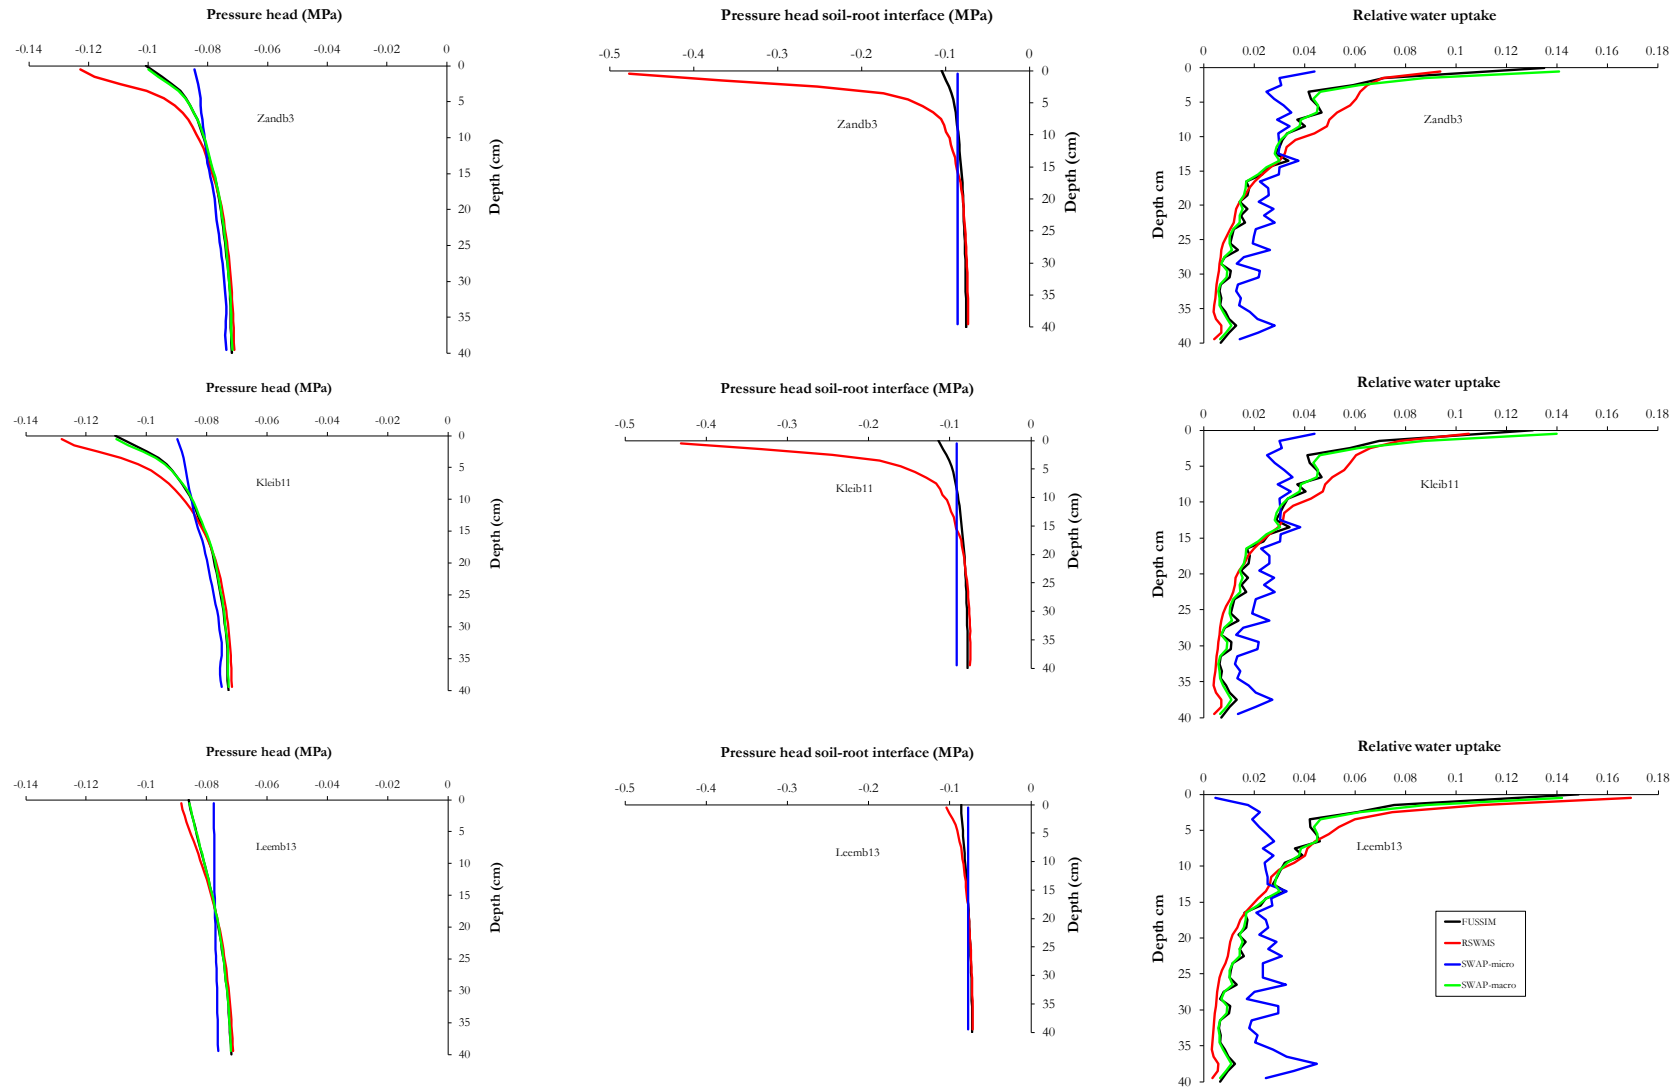 Pressure head (MPa)
-0.14 -0.12 -0.1 -0.08 -0.06 -0.04 -0.02 0
0
5
10
15
20
25
30
35
40
Depth (cm)
Zandb3
Pressure head soil-root interface (MPa)
-0.5 -0.4 -0.3 -0.2 -0.1 0
0
5
10
15
20
25
30
35
40
Depth (cm)
Zandb3
Relative water uptake
0 0.02 0.04 0.06 0.08 0.1 0.12 0.14 0.16 0.18
0
5
10
15
20
25
30
35
40
Depth cm
Zandb3
Pressure head (MPa)
-0.14 -0.12 -0.1 -0.08 -0.06 -0.04 -0.02 0
0
5
10
15
20
25
30
35
40
Depth (cm)
Kleib11
Pressure head soil-root interface (MPa)
-0.5 -0.4 -0.3 -0.2 -0.1 0
0
5
10
15
20
25
30
35
40
Depth (cm)
Kleib11
Relative water uptake
0 0.02 0.04 0.06 0.08 0.1 0.12 0.14 0.16 0.18
0
5
10
15
20
25
30
35
40
Depth cm
Kleib11
Pressure head (MPa)
-0.14 -0.12 -0.1 -0.08 -0.06 -0.04 -0.02 0
0
5
10
15
20
25
30
35
40
Depth (cm)
Leemb13
Pressure head soil-root interface (MPa)
-0.5 -0.4 -0.3 -0.2 -0.1 0
0
5
10
15
20
25
30
35
40
Depth (cm)
Leemb13
Relative water uptake
0 0.02 0.04 0.06 0.08 0.1 0.12 0.14 0.16 0.18
0
5
10
15
20
25
30
35
40
Depth cm
Leemb13
FUSSIM
RSWMS
SWAP-micro
SWAP-macro